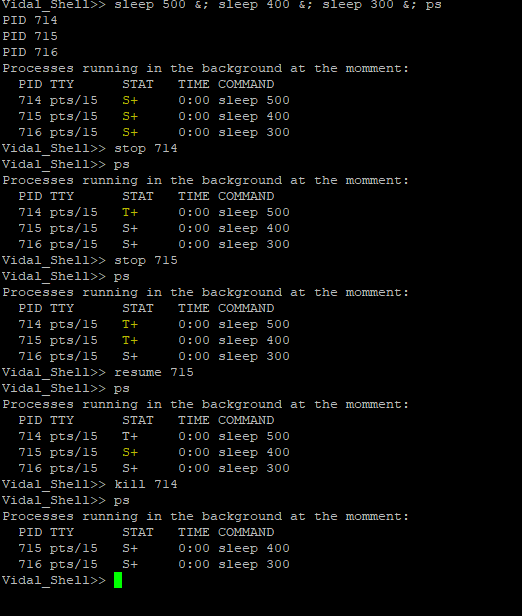 Vidal_Shell>> sleep 500 &; sleep 400 &; sleep 300 &; ps
PID 714
PID 715
PID 716
Processes running in the background at the momment:
  PID TTY      STAT   TIME COMMAND
  714 pts/15   S+     0:00 sleep 500
  715 pts/15   S+     0:00 sleep 400
  716 pts/15   S+     0:00 sleep 300
Vidal_Shell>> stop 714
Vidal_Shell>> ps
Processes running in the background at the momment:
  PID TTY      STAT   TIME COMMAND
  714 pts/15   T+     0:00 sleep 500
  715 pts/15   S+     0:00 sleep 400
  716 pts/15   S+     0:00 sleep 300
Vidal_Shell>> stop 715
Vidal_Shell>> ps
Processes running in the background at the momment:
  PID TTY      STAT   TIME COMMAND
  714 pts/15   T+     0:00 sleep 500
  715 pts/15   T+     0:00 sleep 400
  716 pts/15   S+     0:00 sleep 300
Vidal_Shell>> resume 715
Vidal_Shell>> ps
Processes running in the background at the momment:
  PID TTY      STAT   TIME COMMAND
  714 pts/15   T+     0:00 sleep 500
  715 pts/15   S+     0:00 sleep 400
  716 pts/15   S+     0:00 sleep 300
Vidal_Shell>> kill 714
Vidal_Shell>> ps
Processes running in the background at the momment:
  PID TTY      STAT   TIME COMMAND
  715 pts/15   S+     0:00 sleep 400
  716 pts/15   S+     0:00 sleep 300
Vidal_Shell>>